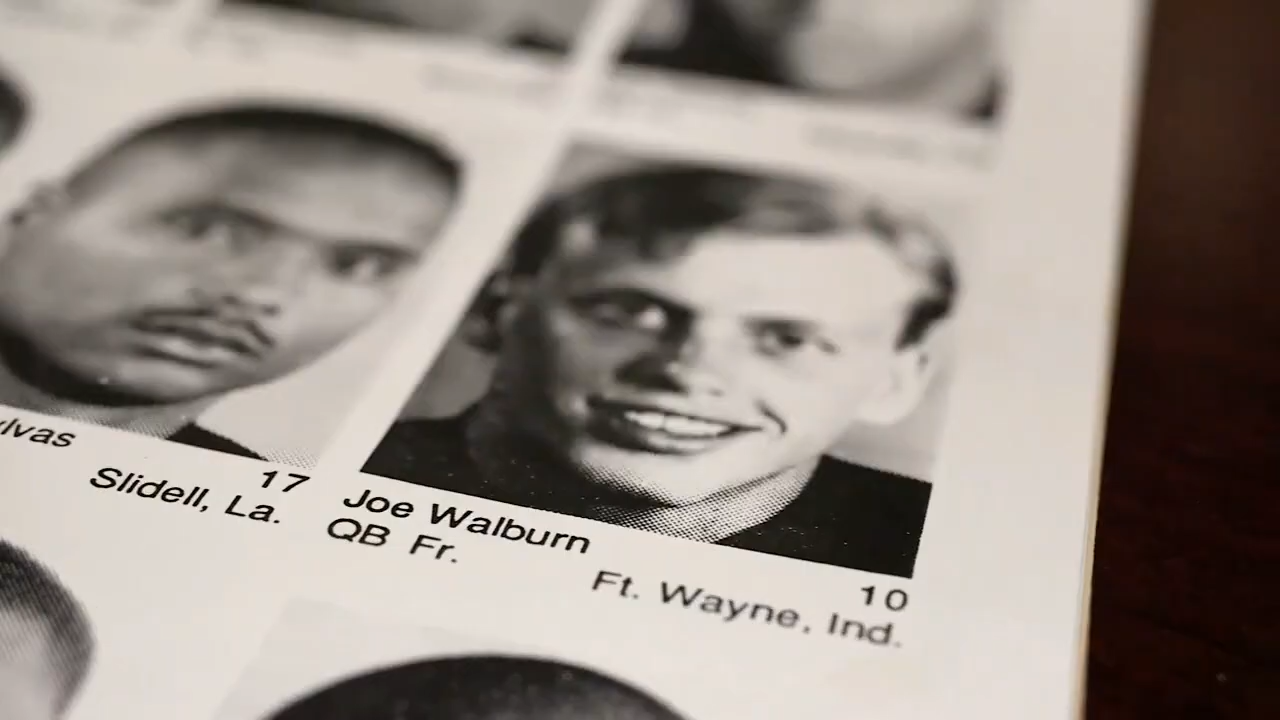 lvas 17
Slidell, La.
Joe Walburn 10
QB Fr. Ft. Wayne, Ind.